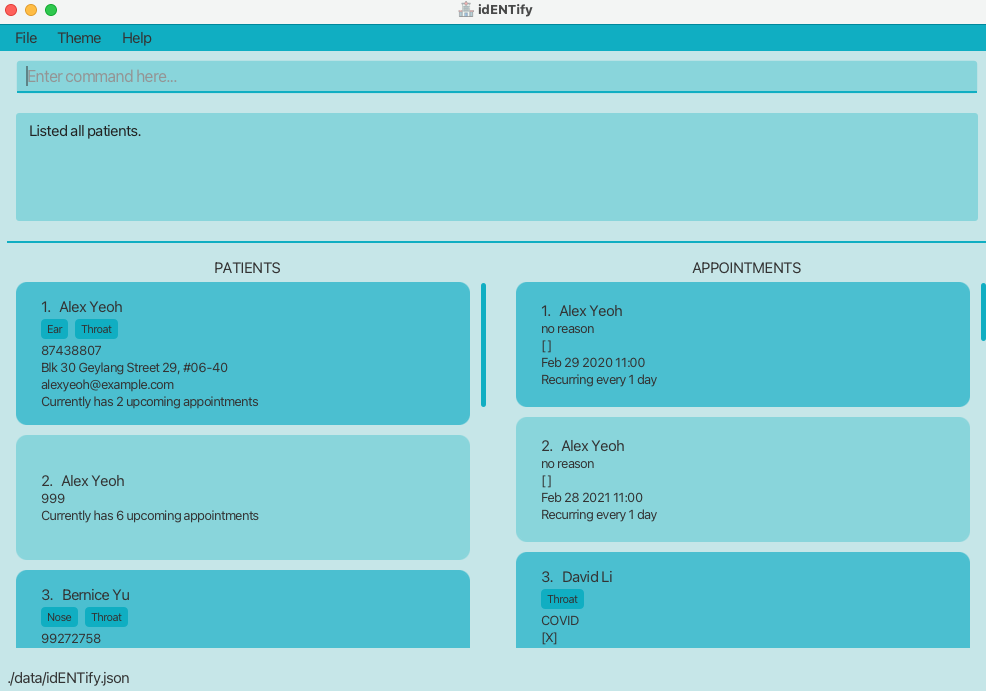 idENTify
File Theme Help
Enter command here...
Listed all patients.
PATIENTS
1. Alex Yeoh
Ear Throat
87438807
Blk 30 Geylang Street 29, #06-40
alexyeoh@example.com
Currently has 2 upcoming appointments
2. Alex Yeoh
999
Currently has 6 upcoming appointments
3. Bernice Yu
Nose Throat
99272758
APPOINTMENTS
1. Alex Yeoh
no reason
[ ]
Feb 29 2020 11:00
Recurring every 1 day
2. Alex Yeoh
no reason
[ ]
Feb 28 2021 11:00
Recurring every 1 day
3. David Li
Throat
COVID
[X]
./data/idENTify.json